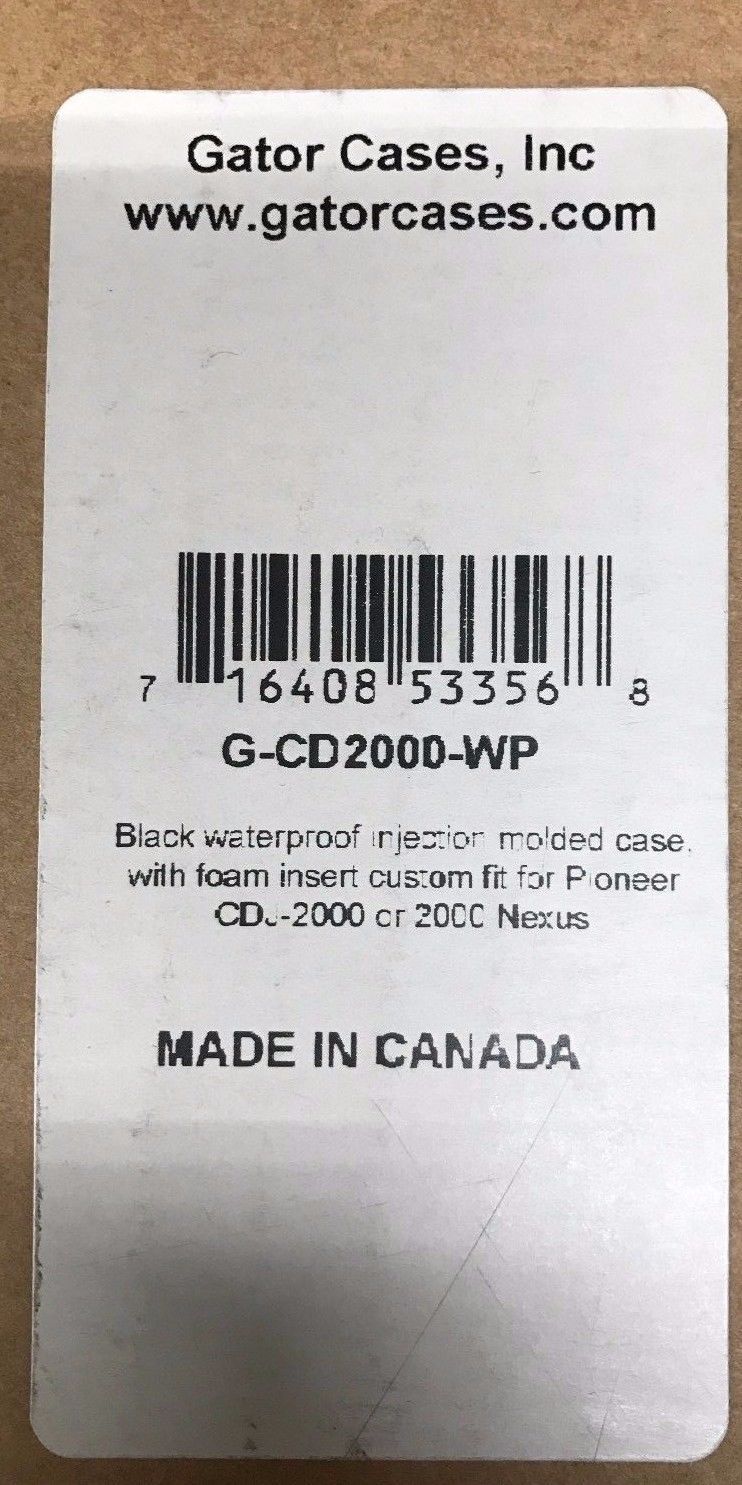 Gator Cases, Inc
www.gatorcases.com
7 16408 53356 8
G-CD2000-WP
Black waterproof injection molded case,
with foam insert custom fit for Pioneer
CDJ-2000 or 2000 Nexus
MADE IN CANADA